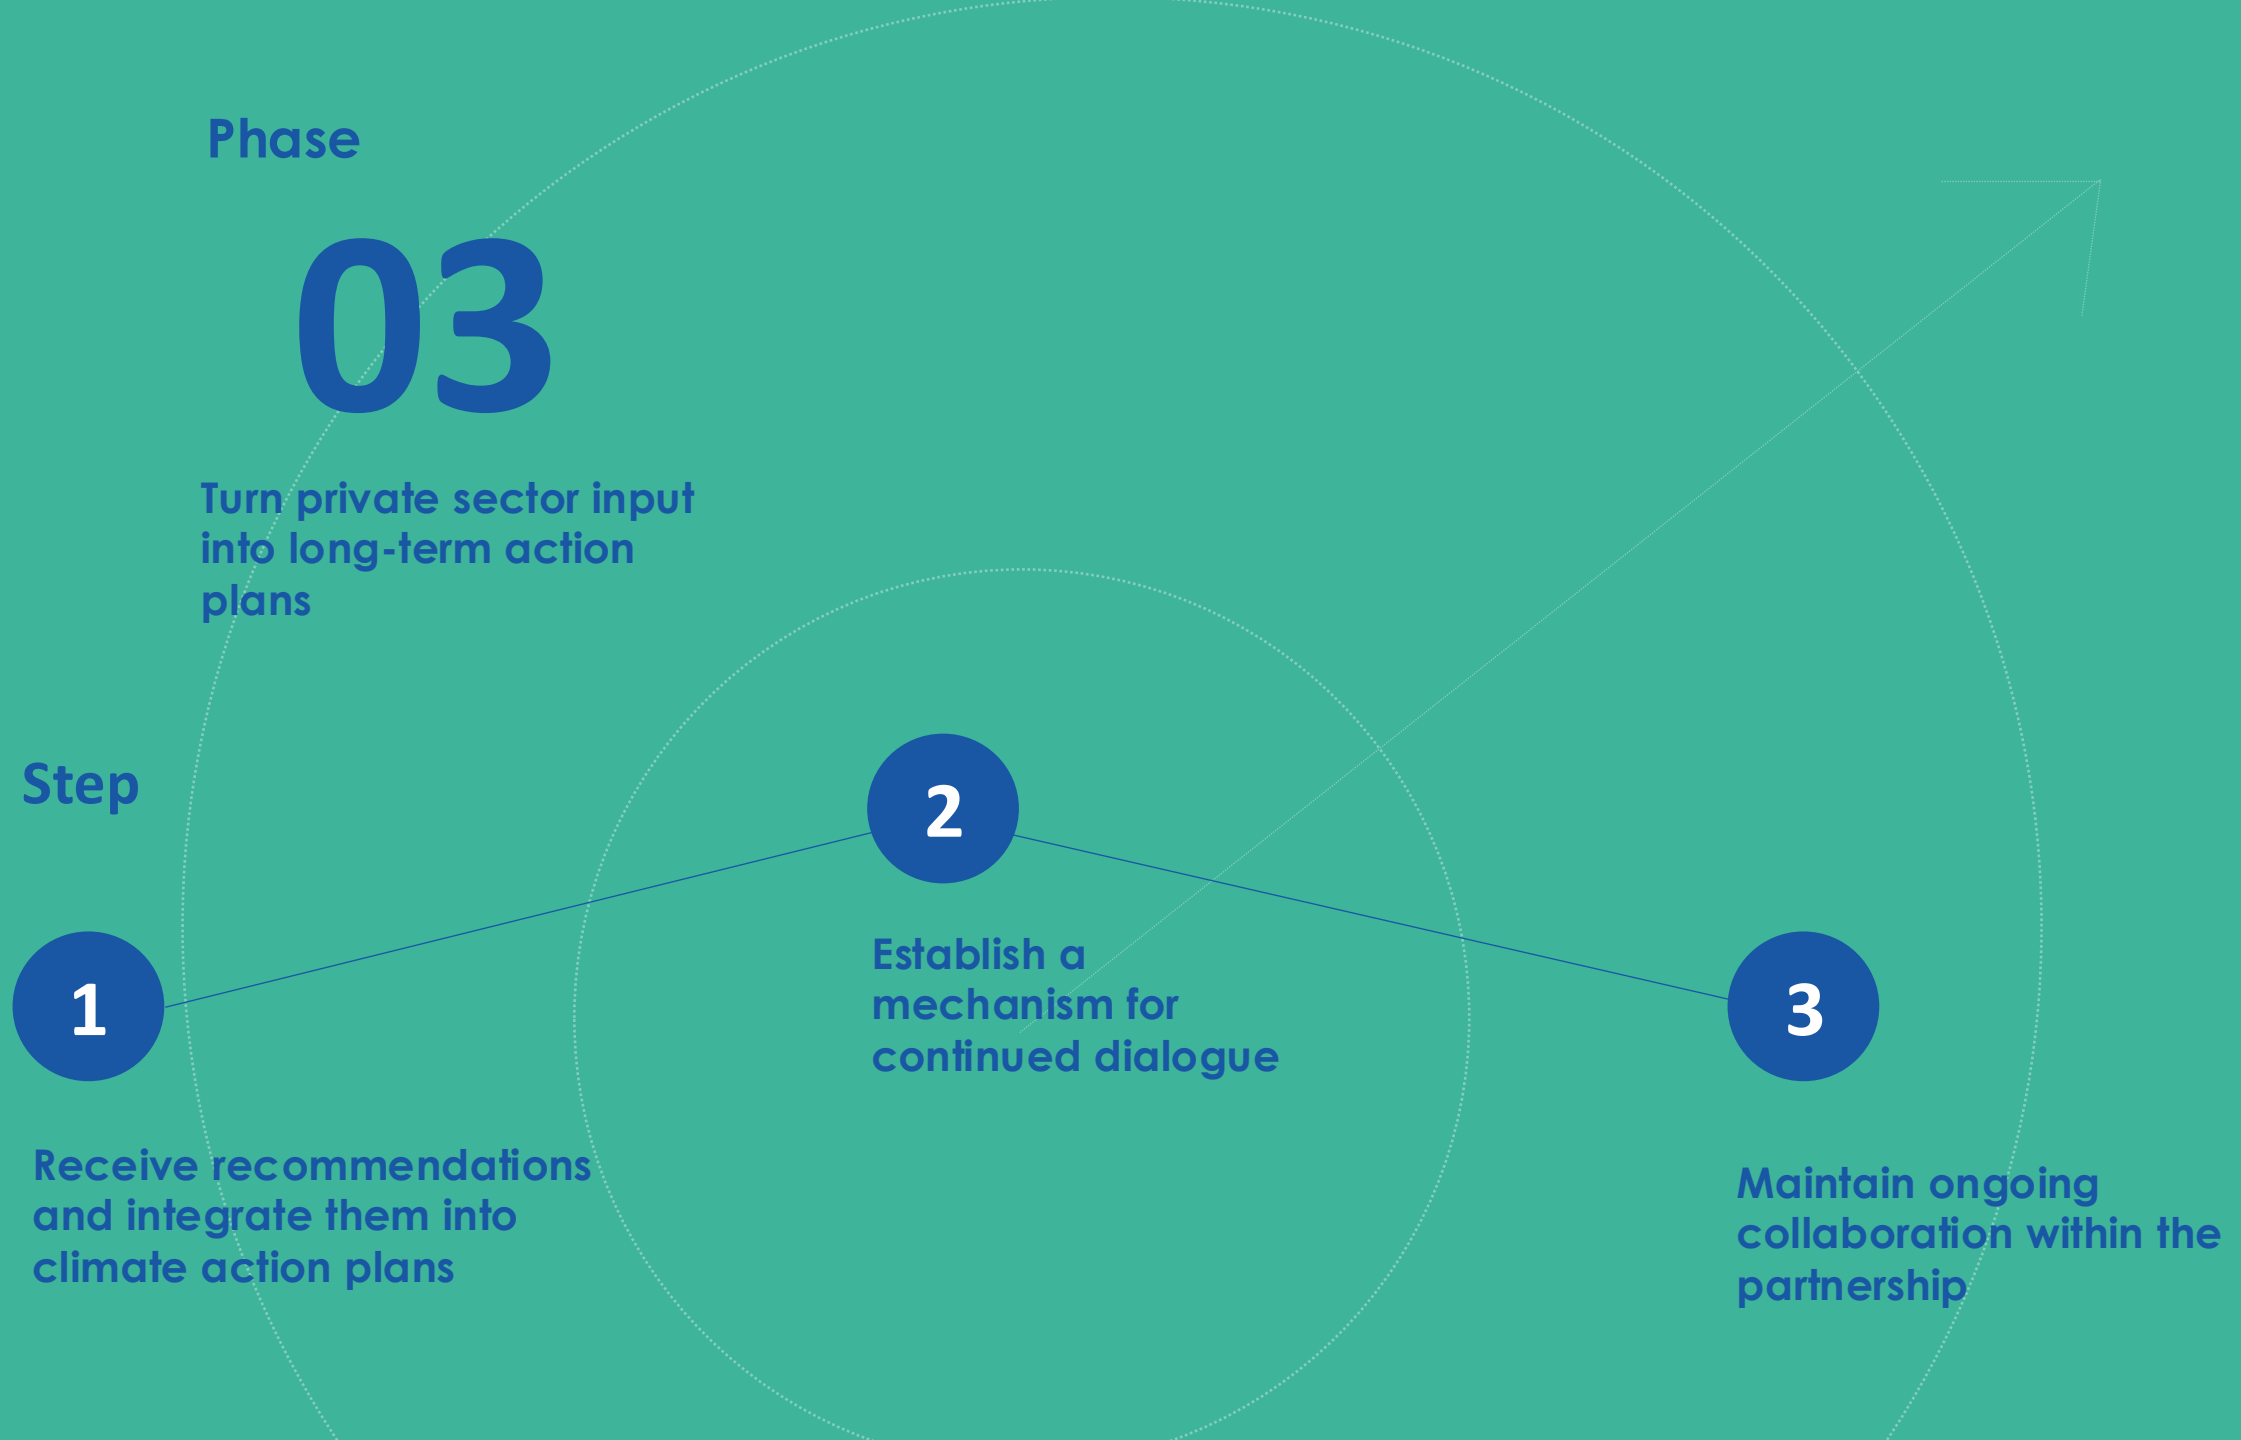 Phase
03
Turn private sector input
into long-term action
plans
Step
1
Receive recommendations
and integrate them into
climate action plans
2
Establish a
mechanism for
continued dialogue
3
Maintain ongoing
collaboration within the
partnership